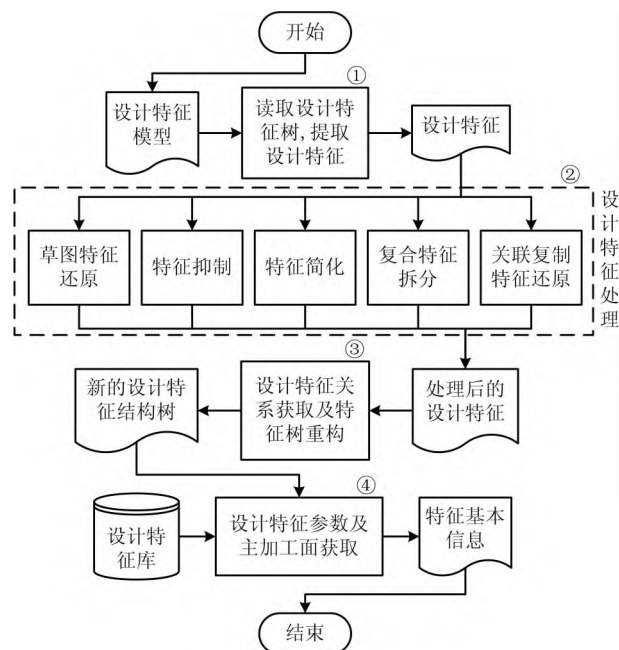 开始
①
设计特征
模型
读取设计特
征树,提取
设计特征
设计特征
②
设计特征处理
草图特征
还原
特征抑制
特征简化
复合特征
拆分
关联复制
特征还原
③
新的设计特
征结构树
设计特征关
系获取及特
征树重构
处理后的
设计特征
④
设计特
征库
设计特征参数及
主加工面获取
特征基本
信息
结束